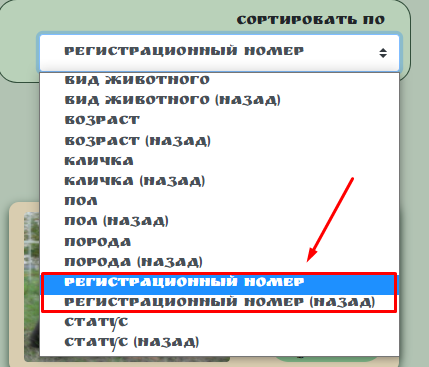 СОРТИРОВАТЬ ПО
РЕГИСТРАЦИОННЫЙ НОМЕР
ВИД ЖИВОТНОГО
ВИД ЖИВОТНОГО (НАЗАД)
ВОЗРАСТ
ВОЗРАСТ (НАЗАД)
КЛИЧКА
КЛИЧКА (НАЗАД)
ПОЛ
ПОЛ (НАЗАД)
ПОРОДА
ПОРОДА (НАЗАД)
РЕГИСТРАЦИОННЫЙ НОМЕР
РЕГИСТРАЦИОННЫЙ НОМЕР (НАЗАД)
СТАТУС
СТАТУС (НАЗАД)